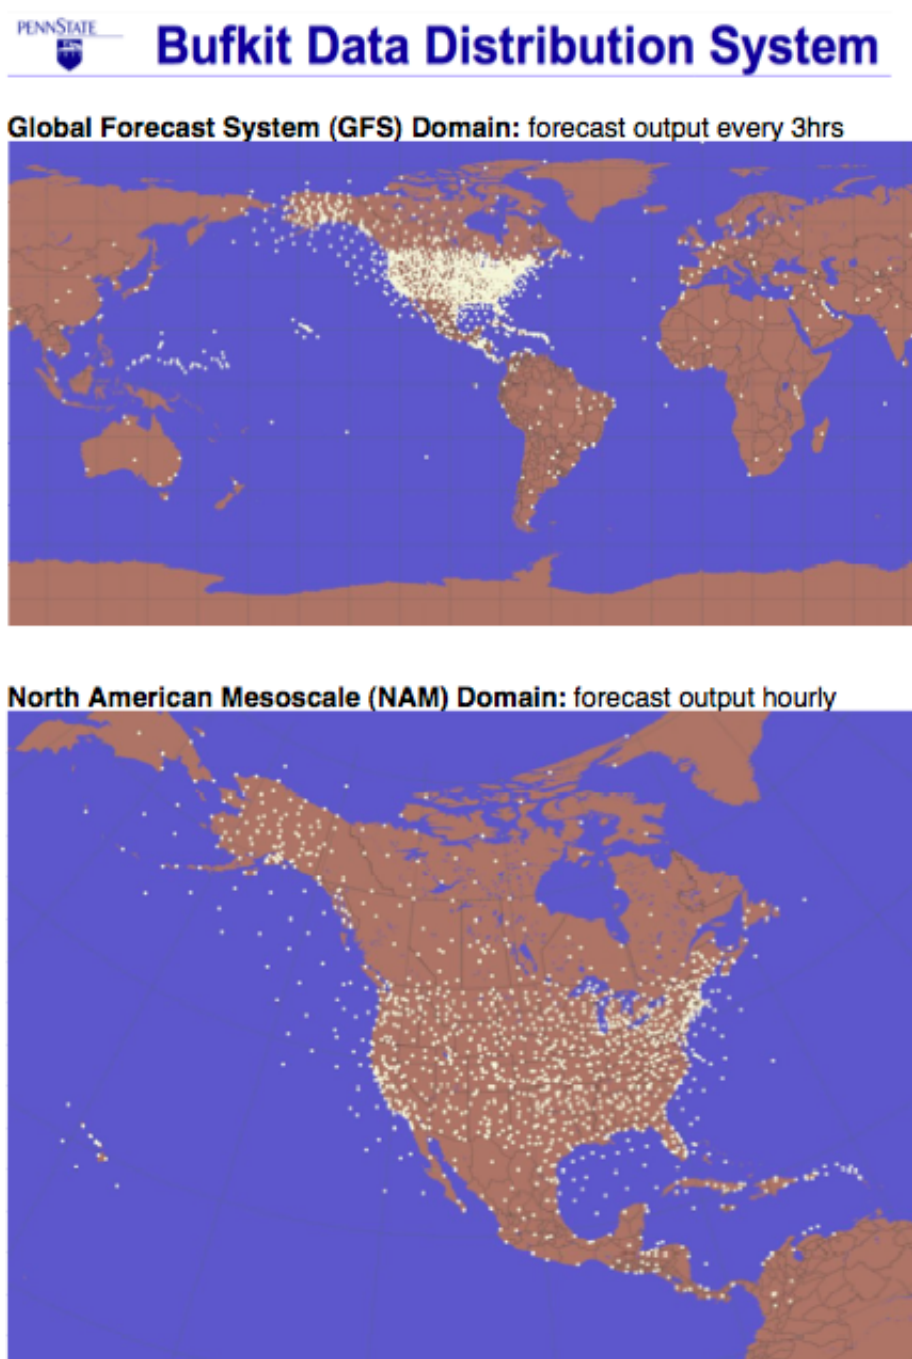 PENNSTATE
Bufkit Data Distribution System
Global Forecast System (GFS) Domain: forecast output every 3hrs
North American Mesoscale (NAM) Domain: forecast output hourly